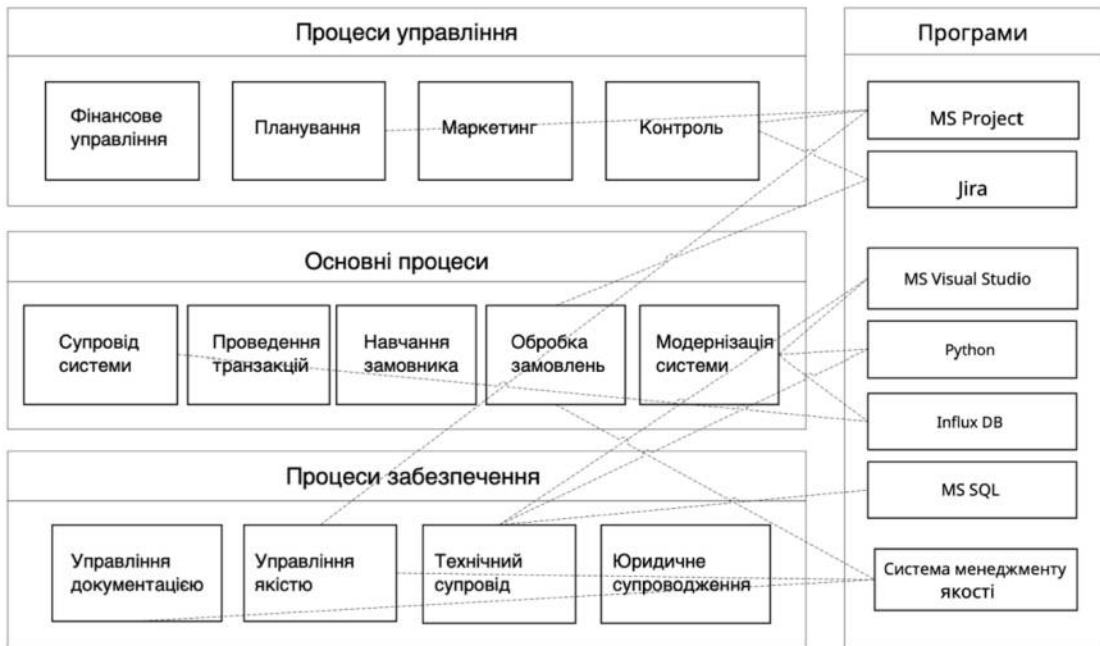 Процеси управління
Фінансове
управління
Планування
Маркетинг
Контроль
Основні процеси
Супровід
системи
Проведення
транзакцій
Навчання
замовника
Обробка
замовлень
Модернізація
системи
Процеси забезпечення
Управління
документацією
Управління
якістю
Технічний
супровід
Юридичне
супроводження
Програми
MS Project
Jira
MS Visual Studio
Python
Influx DB
MS SQL
Система менеджменту
якості